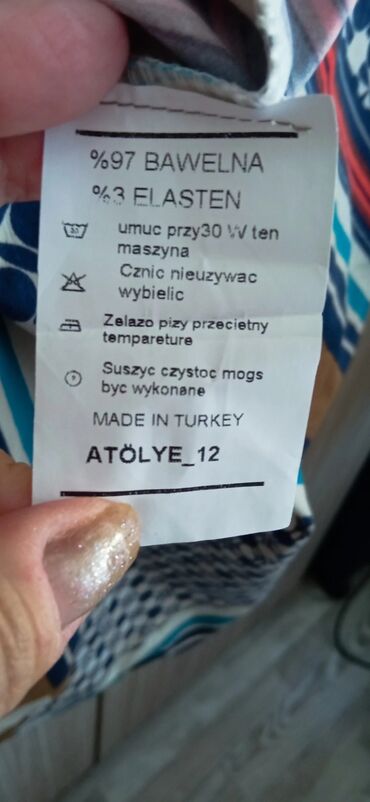 %97 BAWELNA
%3 ELASTEN
umuc przy30 W ten
maszyna
Cznic nieuzywac
wybielic
Zelazo pizy przecietny
tempareture
Suszyc czystoc mogs
byc wykonane
MADE IN TURKEY
ATÖLYE_12